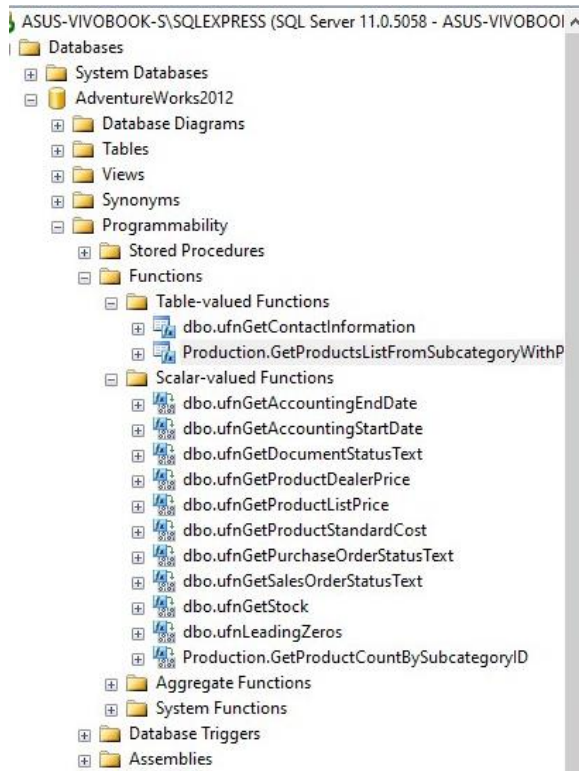 ASUS-VIVOBOOK-S\SQLEXPRESS (SQL Server 11.0.5058 - ASUS-VIVOBOO
Databases
System Databases
AdventureWorks2012
Database Diagrams
Tables
Views
Synonyms
Programmability
Stored Procedures
Functions
Table-valued Functions
dbo.ufnGetContactInformation
Production.GetProductsListFromSubcategoryWithP
Scalar-valued Functions
dbo.ufnGetAccountingEndDate
dbo.ufnGetAccountingStartDate
dbo.ufnGetDocumentStatusText
dbo.ufnGetProductDealerPrice
dbo.ufnGetProductListPrice
dbo.ufnGetProductStandardCost
dbo.ufnGetPurchaseOrderStatusText
dbo.ufnGetSalesOrderStatusText
dbo.ufnGetStock
dbo.ufnLeadingZeros
Production.GetProductCountBySubcategoryID
Aggregate Functions
System Functions
Database Triggers
Assemblies